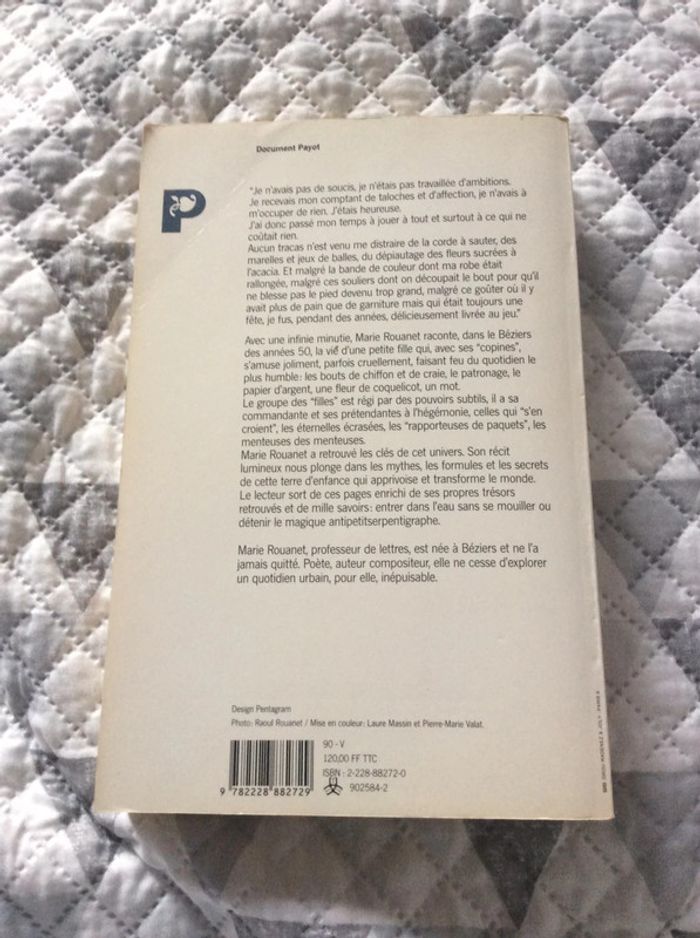 Document Payot
P
"Je n'avais pas de soucis, je n'étais pas travaillée d'ambitions.
Je recevais mon comptant de taloches et d'affection, je n'avais à
m'occuper de rien. J'étais heureuse.
J'ai donc passé mon temps à jouer à tout et surtout à ce qui ne
coûtait rien.
Aucun tracas n'est venu me distraire de la corde à sauter, des
marelles et jeux de balles, du dépiautage des fleurs sucrées à
l'acacia. Et malgré la bande de couleur dont ma robe était
rallongée, malgré ces souliers dont on découpait le bout pour qu'il
ne blesse pas le pied devenu trop grand, malgré ce goûter où il y
avait plus de pain que de garniture mais qui était toujours une
fête, je fus, pendant des années, délicieusement livrée au jeu."
Avec une infinie minutie, Marie Rouanet raconte, dans le Béziers
des années 50, la vie d'une petite fille qui, avec ses "copines",
s'amuse joliment, parfois cruellement, faisant feu du quotidien le
plus humble: les bouts de chiffon et de craie, le patronage, le
papier d'argent, une fleur de coquelicot, un mot.
Le groupe des "filles" est régi par des pouvoirs subtils, il a sa
commandante et ses prétendantes à l'hégémonie, celles qui "s'en
croient", les éternelles écrasées, les "rapporteuses de paquets", les
menteuses des menteuses.
Marie Rouanet a retrouvé les clés de cet univers. Son récit
lumineux nous plonge dans les mythes, les formules et les secrets
de cette terre d'enfance qui apprivoise et transforme le monde.
Le lecteur sort de ces pages enrichi de ses propres trésors
retrouvés et de mille savoirs: entrer dans l'eau sans se mouiller ou
détenir le magique antipetitserpentigraphe.
Marie Rouanet, professeur de lettres, est née à Béziers et ne l'a
jamais quitté. Poète, auteur compositeur, elle ne cesse d'explorer
un quotidien urbain, pour elle, inépuisable.
Design Pentagram
Photo: Raoul Rouanet / Mise en couleur: Laure Massin et Pierre-Marie Valat.
90 - V
120,00 FF TTC
ISBN : 2-228-88272-0
902584-2
9 782228 882729